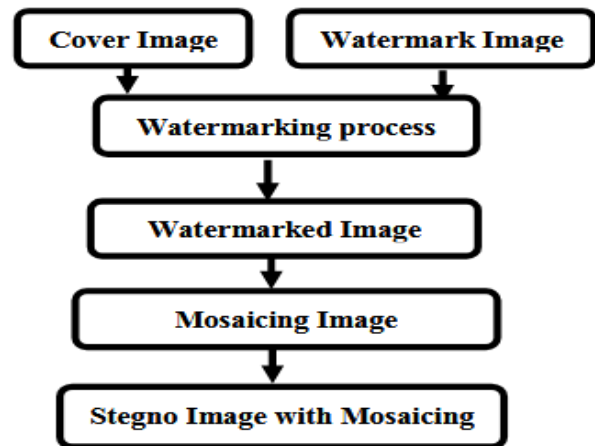 Cover Image
Watermark Image
Watermarking process
Watermarked Image
Mosaicing Image
Stegno Image with Mosaicing